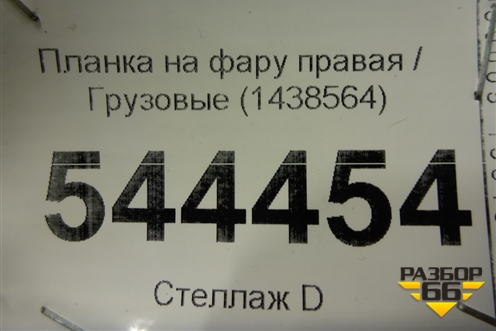 Планка на фару правая /
Грузовые (1438564)
544454
Стеллаж D
РАЗБОР
66